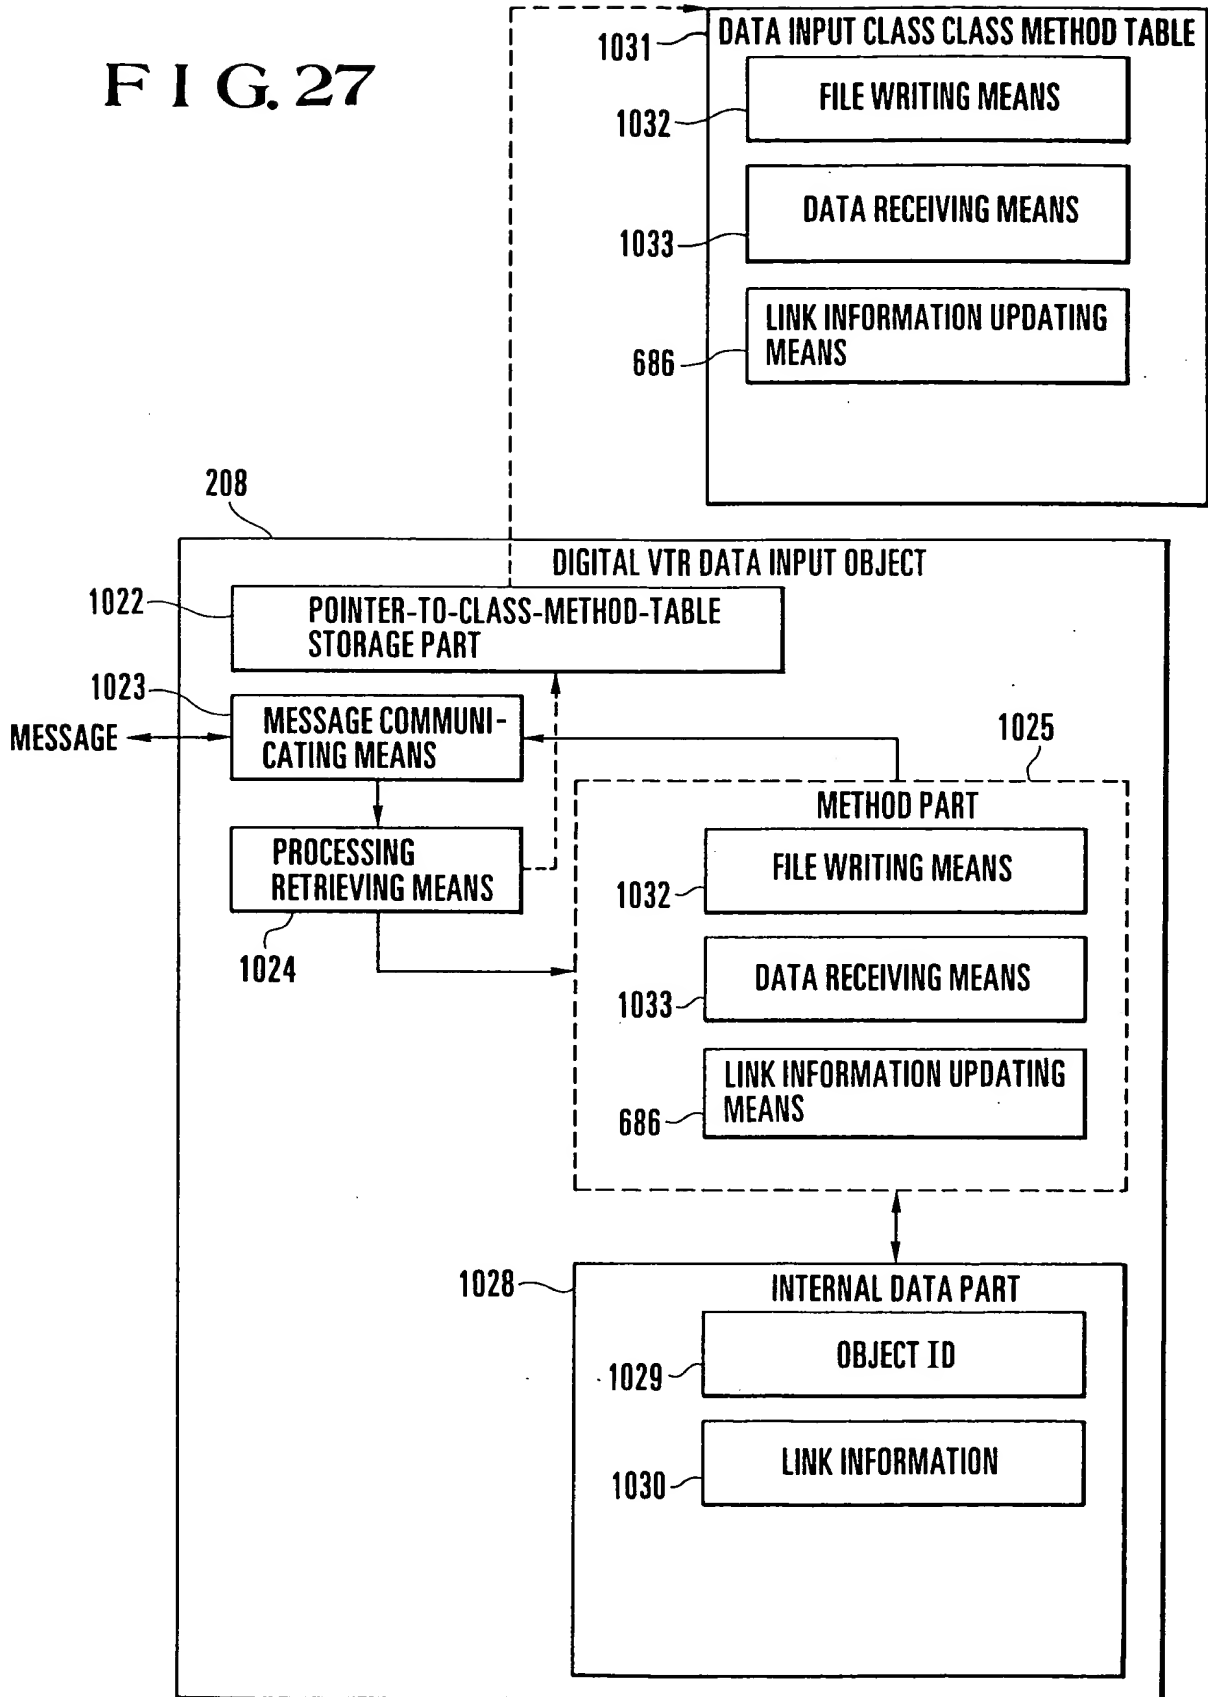 FIG. 27
1031
DATA INPUT CLASS CLASS METHOD TABLE
FILE WRITING MEANS
1032
DATA RECEIVING MEANS
1033
LINK INFORMATION UPDATING
MEANS
686
208
DIGITAL VTR DATA INPUT OBJECT
1022
POINTER-TO-CLASS-METHOD-TABLE
STORAGE PART
1023
MESSAGE
MESSAGE COMMUNI-
CATING MEANS
1025
PROCESSING
RETRIEVING MEANS
1024
METHOD PART
FILE WRITING MEANS
1032
DATA RECEIVING MEANS
1033
LINK INFORMATION UPDATING
MEANS
686
1028
INTERNAL DATA PART
OBJECT ID
1029
LINK INFORMATION
1030